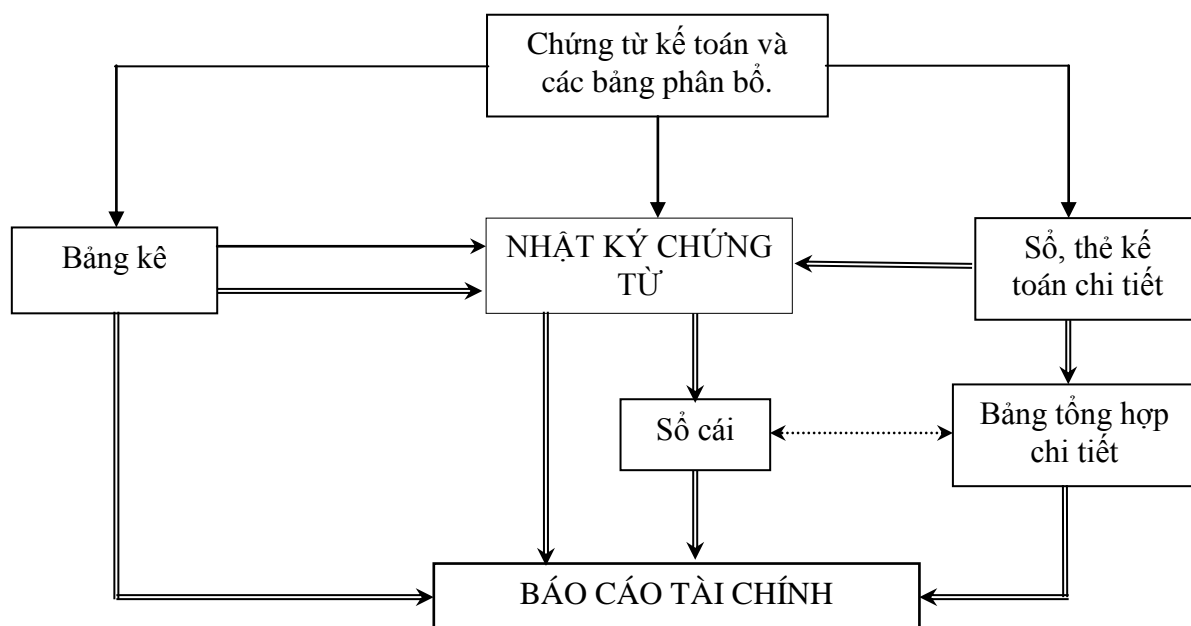 Chứng từ kế toán và
các bảng phân bổ.
Bảng kê
NHẬT KÝ CHỨNG
TỪ
Sổ, thẻ kế
toán chi tiết
Sổ cái
Bảng tổng hợp
chi tiết
BÁO CÁO TÀI CHÍNH